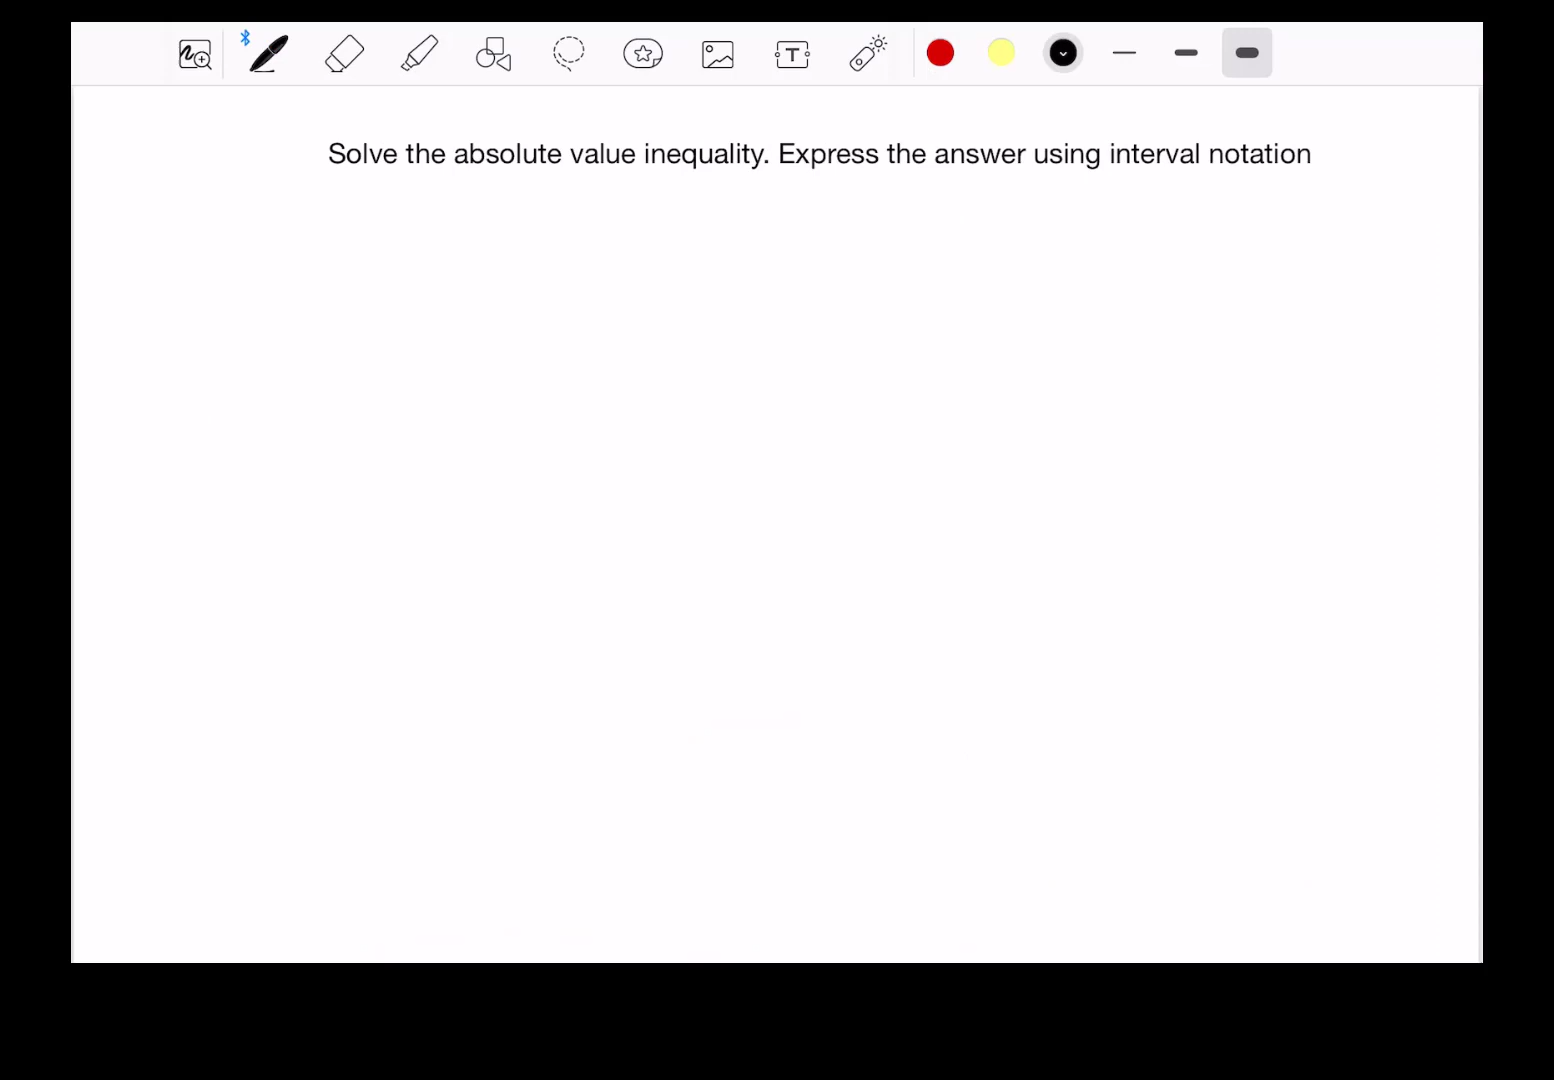 Solve the absolute value inequality. Express the answer using interval notation